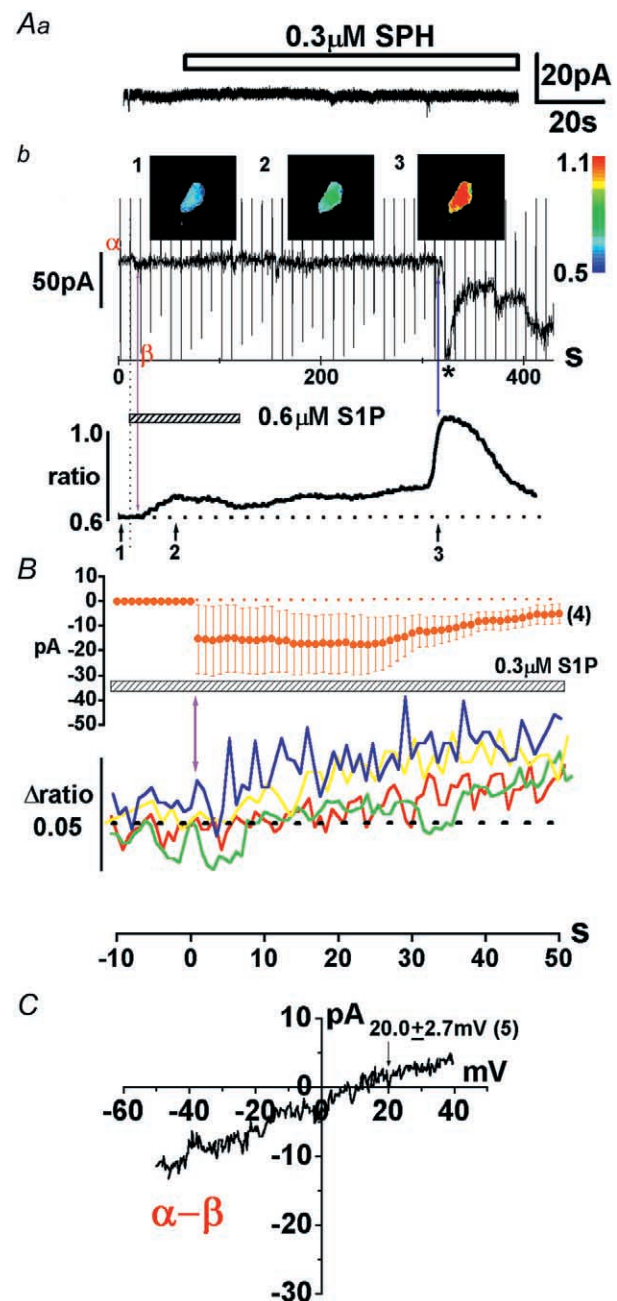 Aa
0.3µM SPH
20pA
20s
b
1 2 3
1.1
0.5
α
50pA
β
*
S
0 200 400
0.6µM S1P
1.0
ratio
0.6
1 2 3
B
10
0
-10
pA
-20
-30
-40
-50
(4)
0.3µM S1P
Δratio
0.05
S
-10 0 10 20 30 40 50
C
pA
10
20.0±2.7mV (5)
mV
-60 -40 -20 0 0 20 40
-10
α−β
-20
-30